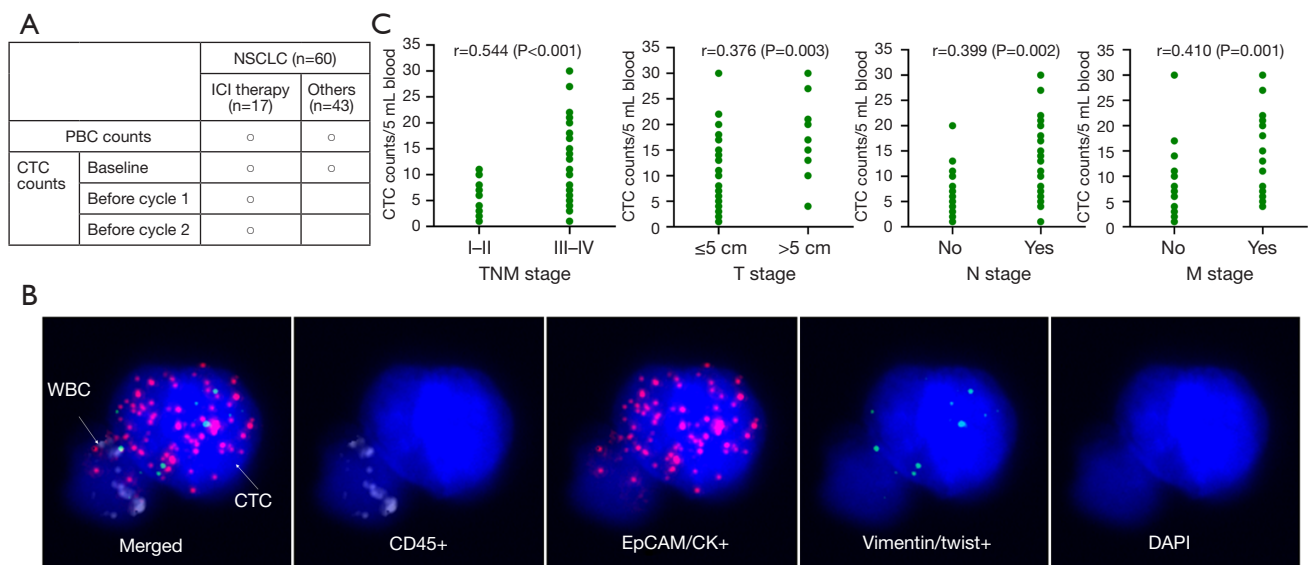 A
NSCLC (n=60)
ICI therapy Others
(n=17) (n=43)
PBC counts ○ ○
CTC counts Baseline ○ ○
Before cycle 1 ○
Before cycle 2 ○
C
r=0.544 (P<0.001)
CTC counts/5 mL blood
35
30
25
20
15
10
5
0
I–II III–IV
TNM stage
r=0.376 (P=0.003)
CTC counts/5 mL blood
35
30
25
20
15
10
5
0
≤5 cm >5 cm
T stage
r=0.399 (P=0.002)
CTC counts/5 mL blood
35
30
25
20
15
10
5
0
No Yes
N stage
r=0.410 (P=0.001)
CTC counts/5 mL blood
35
30
25
20
15
10
5
0
No Yes
M stage
B
WBC
CTC
Merged
CD45+
EpCAM/CK+
Vimentin/twist+
DAPI